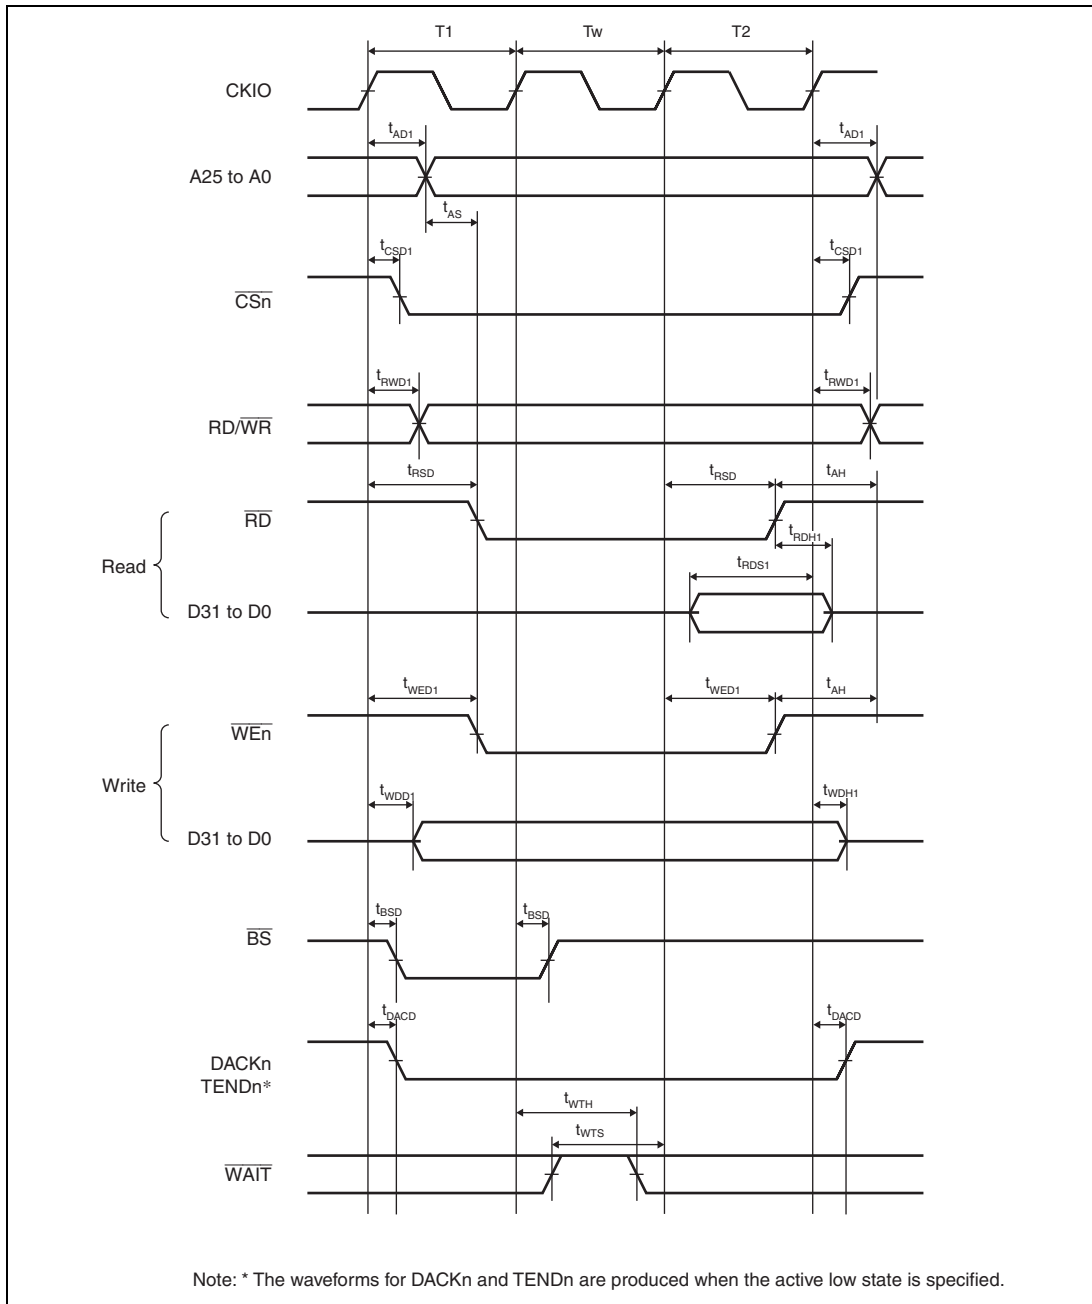 T1 Tw T2
CKIO
tAD1 tAD1
A25 to A0
tAS
tCSD1 tCSD1
CSn
tRWD1 tRWD1
RD/WR
tRSD tRSD tAH
RD
tRDH1
Read
tRDS1
D31 to D0
tWED1 tWED1 tAH
WEn
Write
tWDD1 tWDH1
D31 to D0
tBSD tBSD
BS
tDACD tDACD
DACKn
TENDn*
tWTH
tWTS
WAIT
Note: * The waveforms for DACKn and TENDn are produced when the active low state is specified.